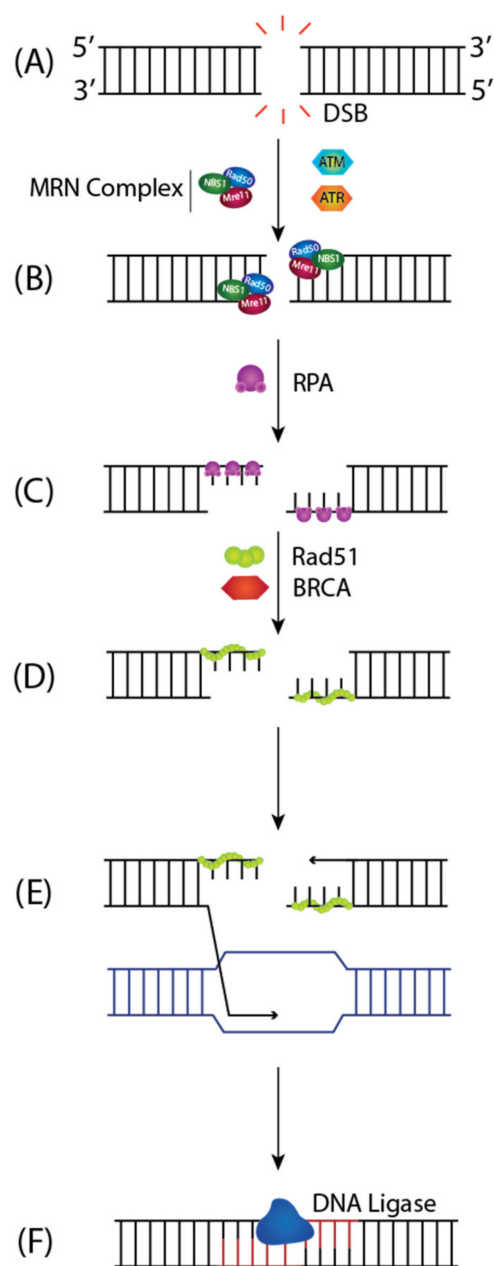 (A)
5′ 3′
3′ 5′
DSB
MRN Complex
NBS1
Rad50
Mre11
ATM
ATR
(B)
NBS1
Rad50
Mre11
Rad50
Mre11
NBS1
RPA
(C)
Rad51
BRCA
(D)
(E)
DNA Ligase
(F)